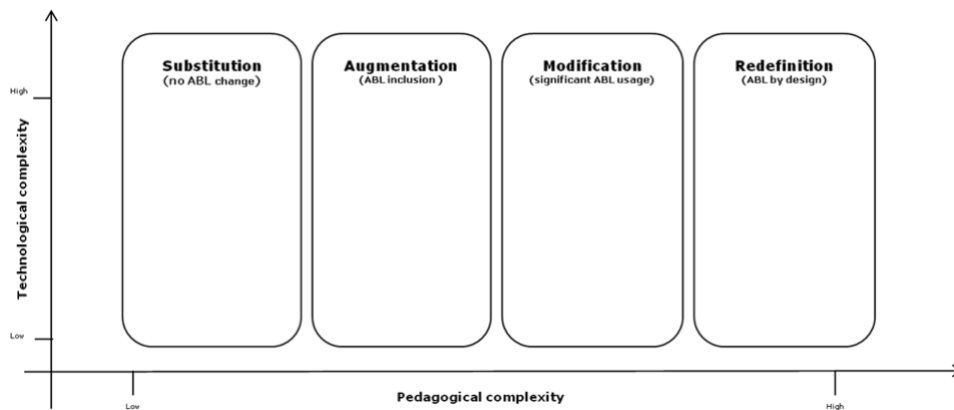 Substitution
(no ABL change)
Augmentation
(ABL inclusion )
Modification
(significant ABL usage)
Redefinition
(ABL by design)
High
Technological complexity
Low
Low
Pedagogical complexity
High